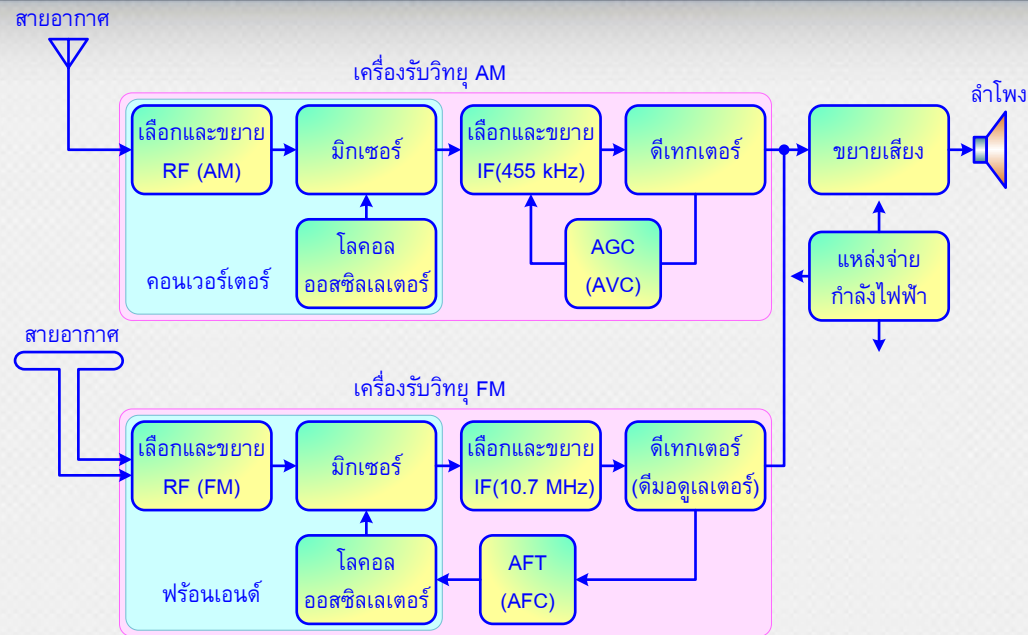 สายอากาศ
เครื่องรับวิทยุ AM
ลำโพง
เลือกและขยาย
RF (AM)
มิกเซอร์
เลือกและขยาย
IF(455 kHz)
ดีเทกเตอร์
ขยายเสียง
โลคอล
ออสซิลเลเตอร์
คอนเวอร์เตอร์
AGC
(AVC)
แหล่งจ่าย
กำลังไฟฟ้า
สายอากาศ
เครื่องรับวิทยุ FM
เลือกและขยาย
RF (FM)
มิกเซอร์
เลือกและขยาย
IF(10.7 MHz)
ดีเทกเตอร์
(ดีมอดูเลเตอร์)
โลคอล
ออสซิลเลเตอร์
ฟร้อนเอนด์
AFT
(AFC)